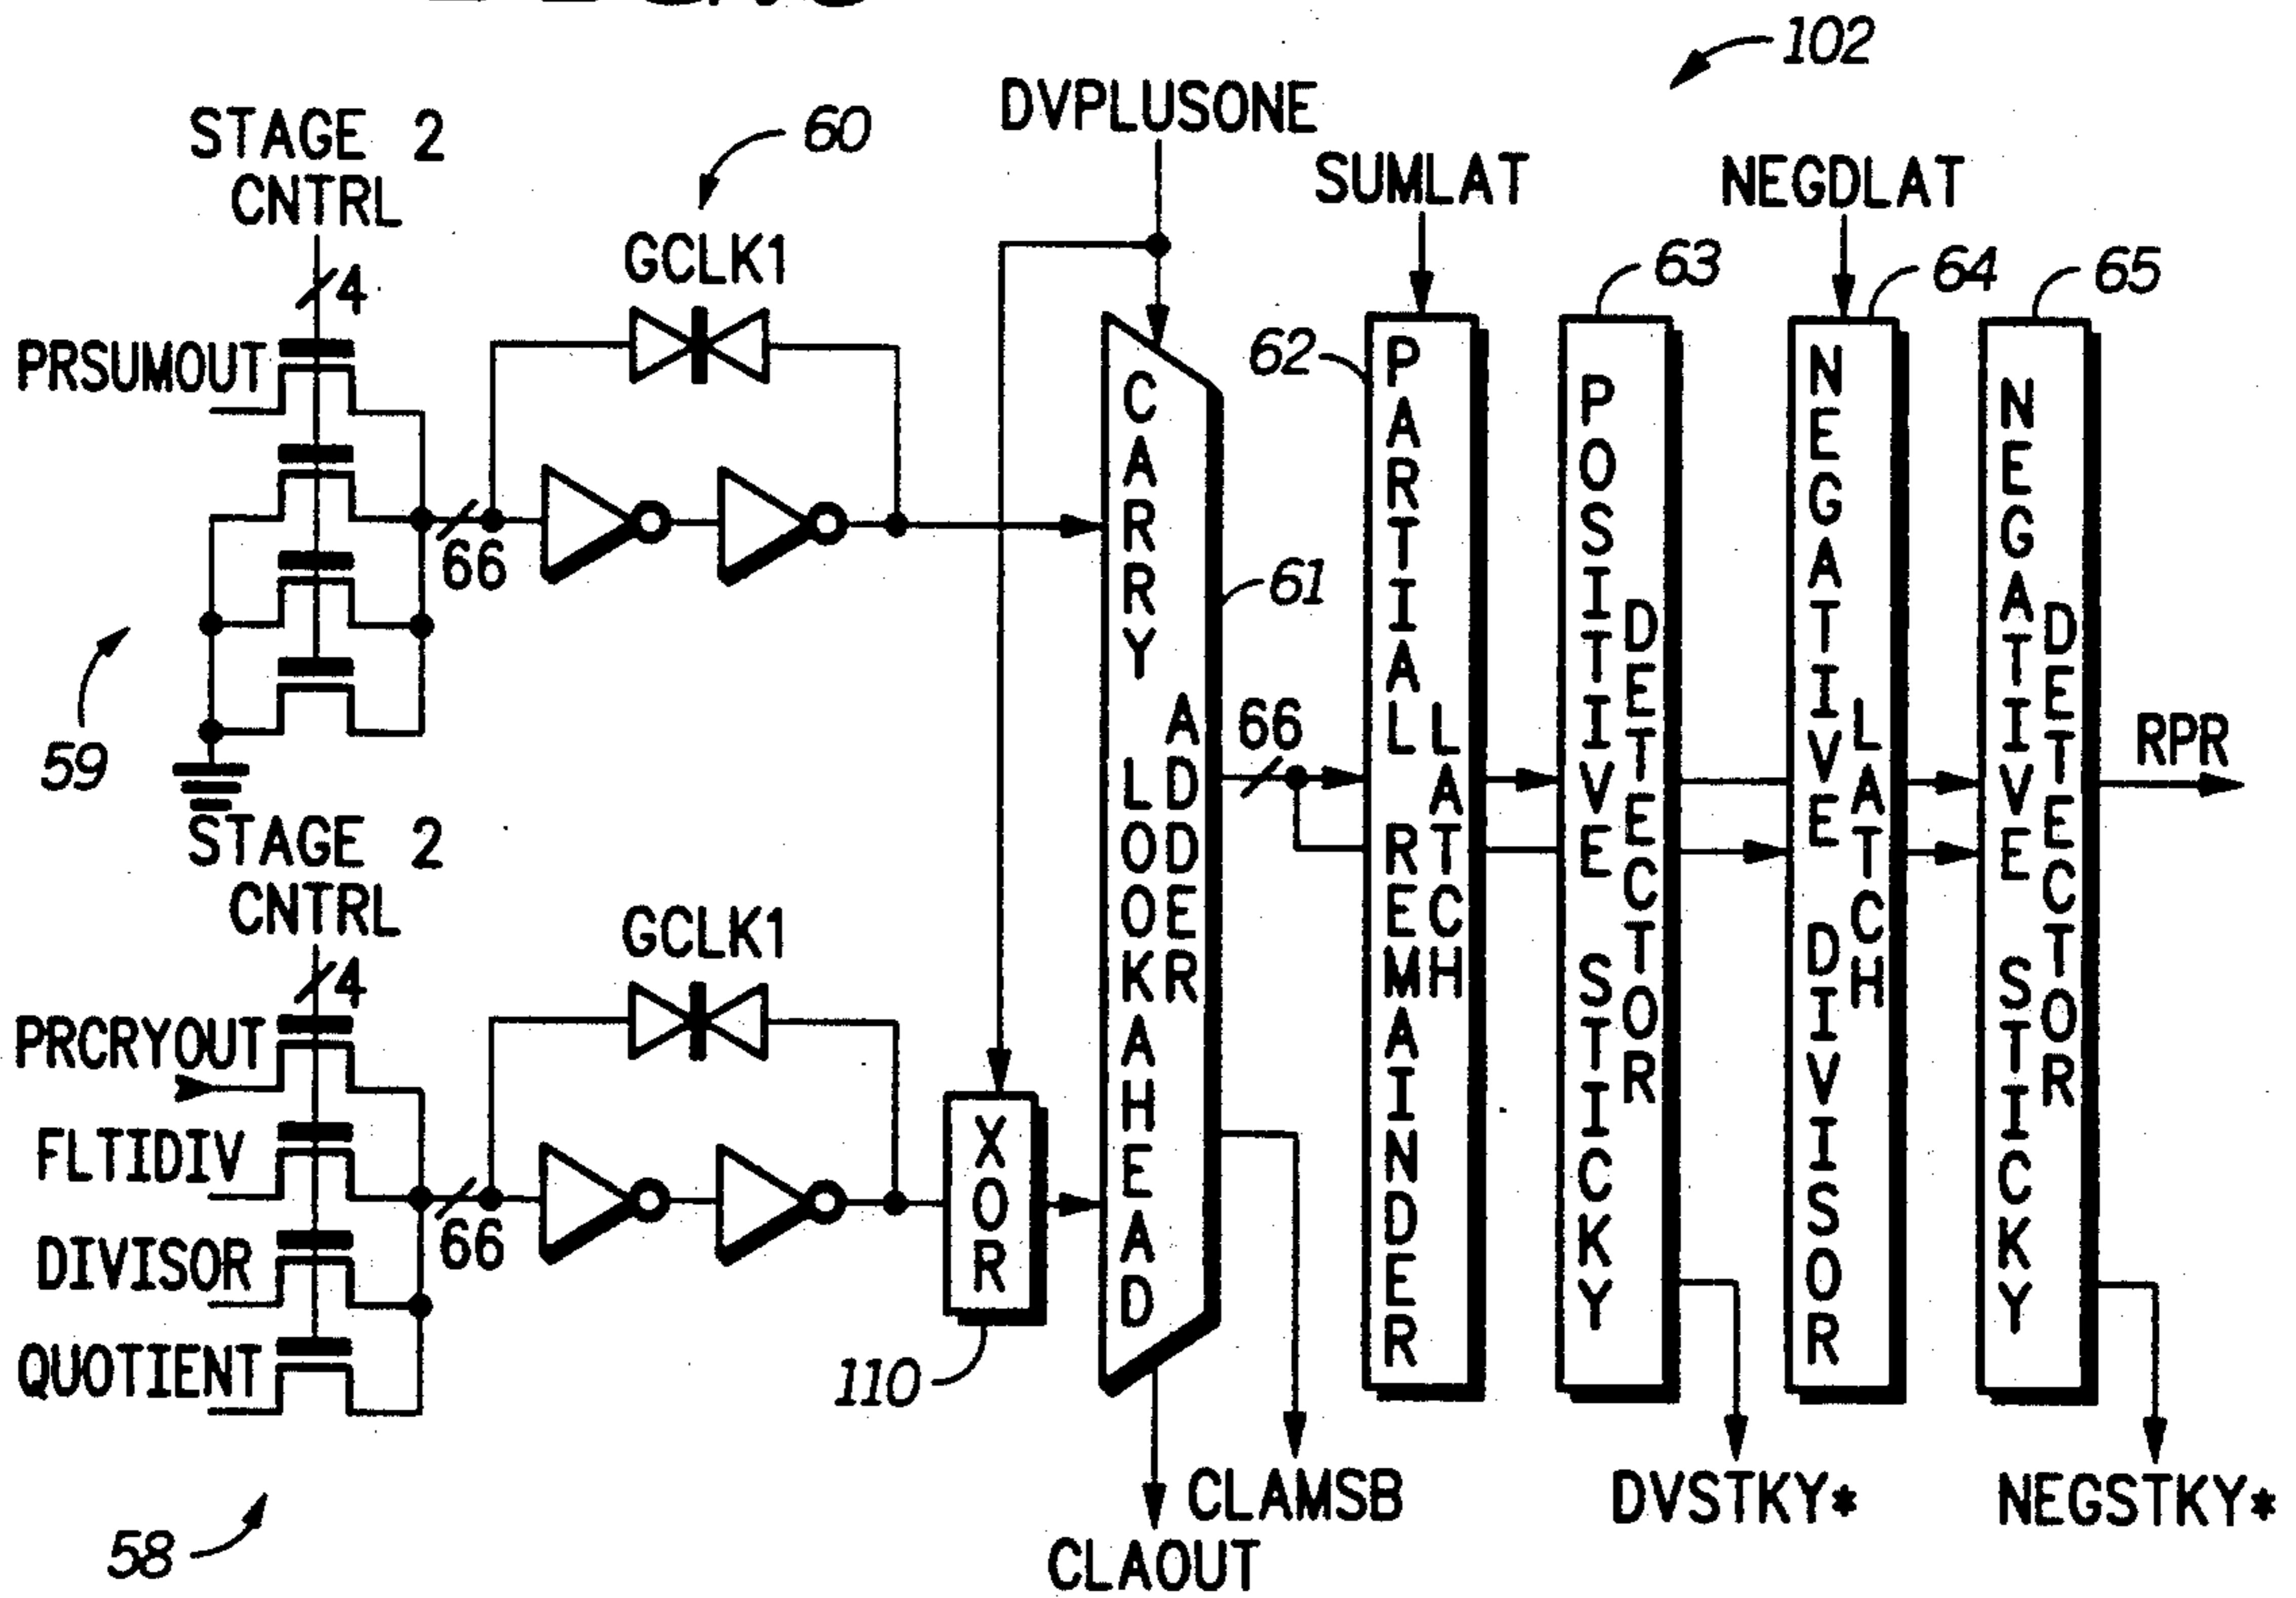 102
DVPLUSONE
60
STAGE 2
CNTRL
SUMLAT
NEGDLAT
GCLK1
4
63
64
65
62
PRSUMOUT
66
61
59
CARRY LOOKAHEAD
ADDER
66
PARTIAL REMAINDER
LATCH
POSITIVE STICKY
DETECTOR
NEGATIVE DIVISOR
LATCH
NEGATIVE STICKY
DETECTOR
RPR
STAGE 2
CNTRL
GCLK1
4
PRCRYOUT
FLTIDIV
66
DIVISOR
QUOTIENT
XOR
110
58
CLAMSB
CLAOUT
DVSTKY*
NEGSTKY*